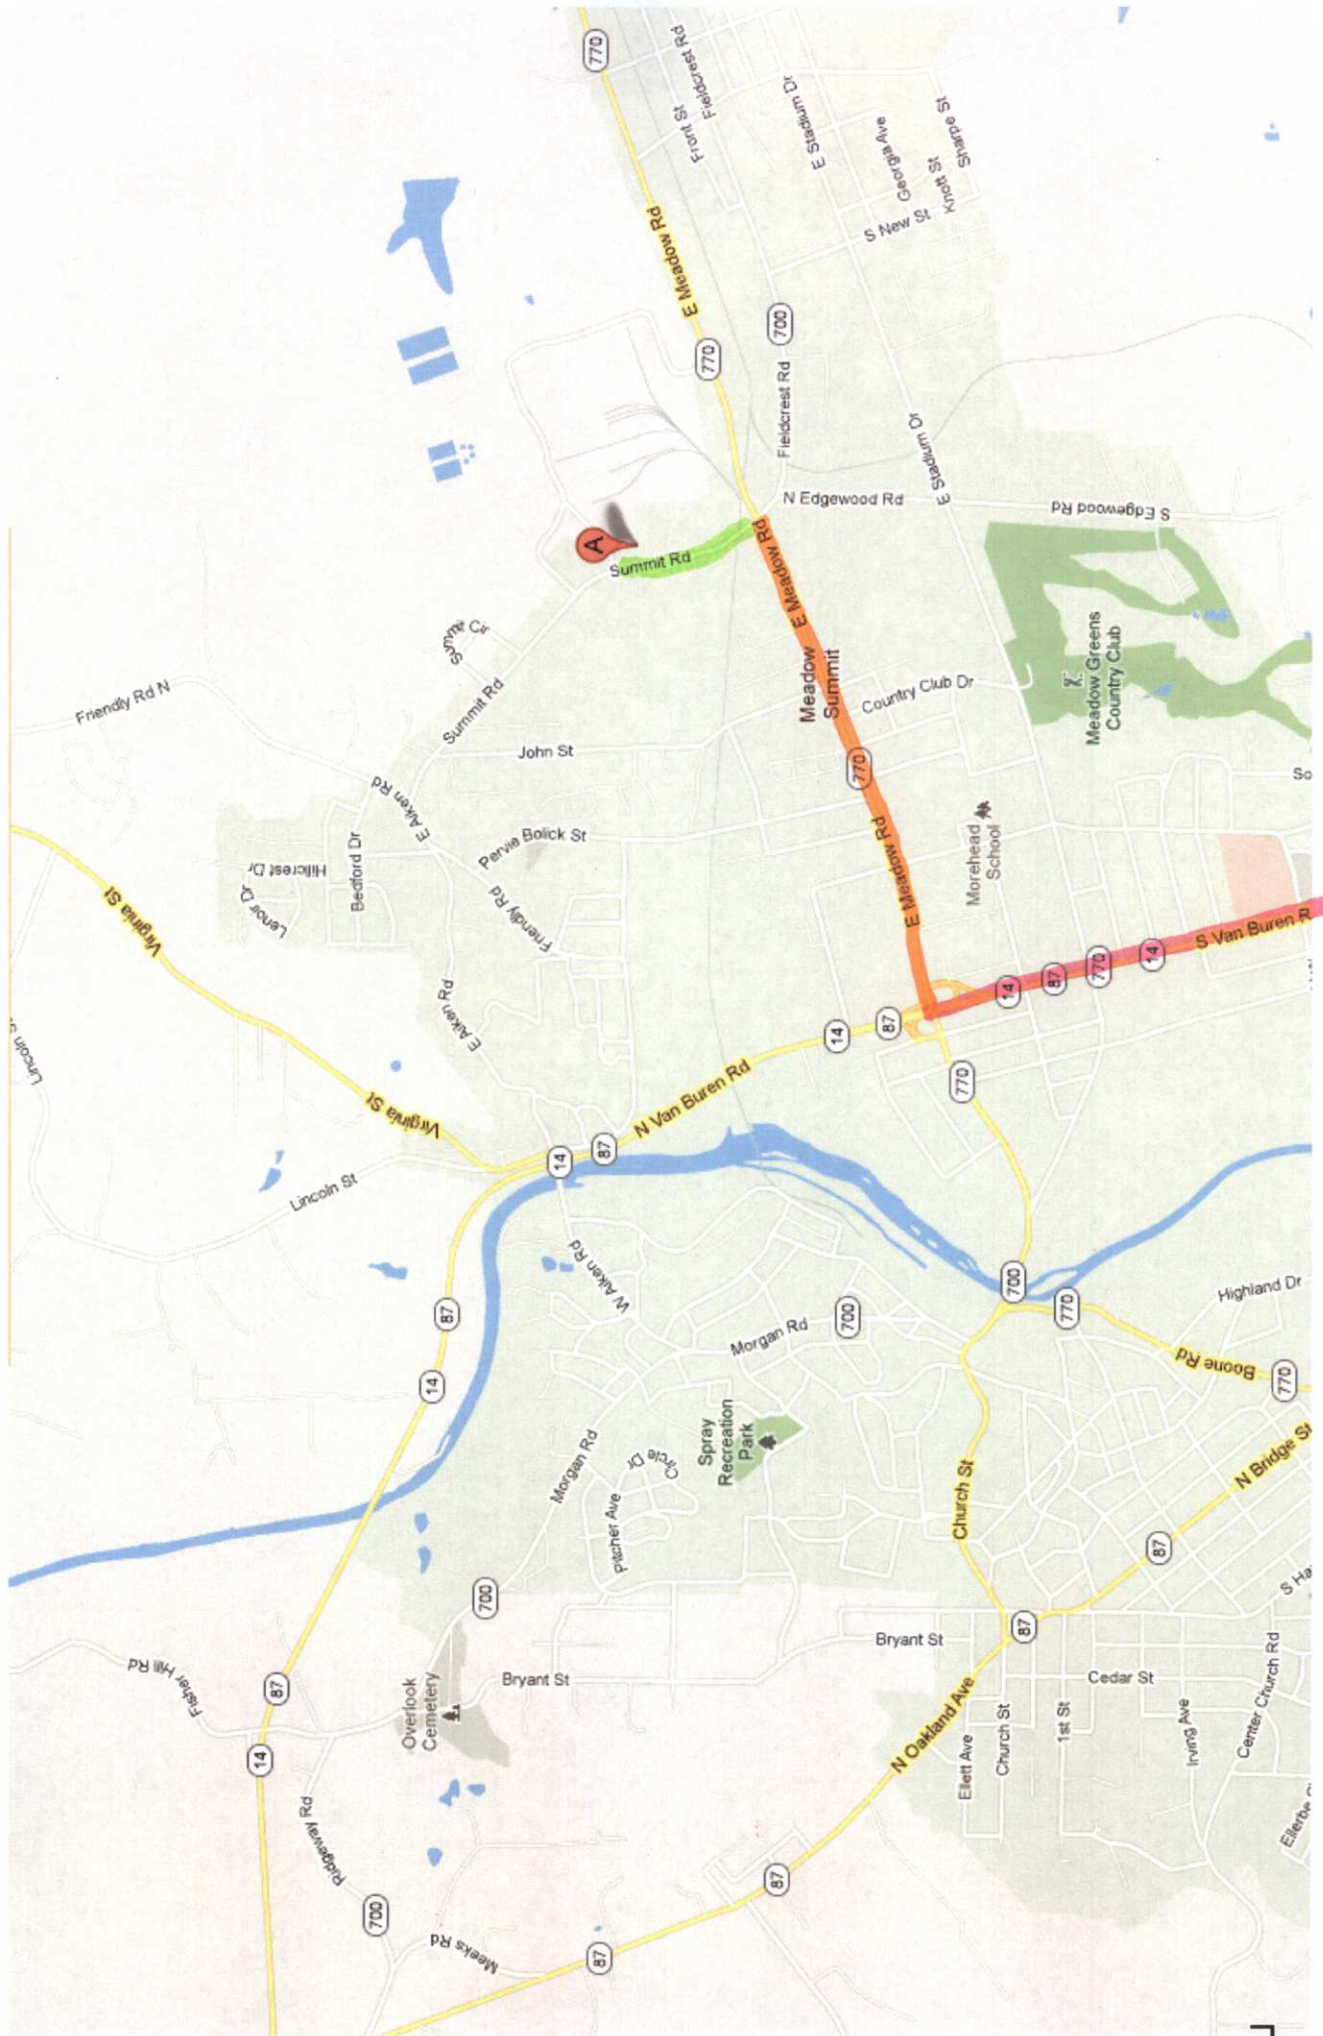 770
Front St
Fieldcrest Rd
E Stadium Dr
Georgia Ave
Knott St
Sharpe St
S New St
E Meadow Rd
770
700
Fieldcrest Rd
E Stadium Dr
N Edgewood Rd
S Edgewood Rd
A
Summit Rd
E Meadow Rd
Meadow
Summit
Country Club Dr
Meadow Greens
Country Club
Summit Cir
Summit Rd
Friendly Rd N
John St
770
E Aiken Rd
Pervie Bolick St
E Meadow Rd
Morehead
School
So
Hillcrest Dr
Lenoir Dr
Bedford Dr
Friendly Rd
Virginia St
E Aiken Rd
S Van Buren R
14
87
770
14
14
87
770
N Van Buren Rd
Lincoln S
Virginia St
Lincoln St
14
87
W Aiken Rd
87
14
Morgan Rd
700
700
770
Highland Dr
Boone Rd
770
Spray
Recreation
Park
Circle Dr
Morgan Rd
Pitcher Ave
Church St
N Bridge St
87
S Ha
700
Bryant St
Bryant St
87
Cedar St
Fisher Hill Rd
87
14
Overlook
Cemetery
N Oakland Ave
Ellett Ave
Church St
1st St
Irving Ave
Center Church Rd
Ellerbe
Ridgeway Rd
700
Meeks Rd
87
87